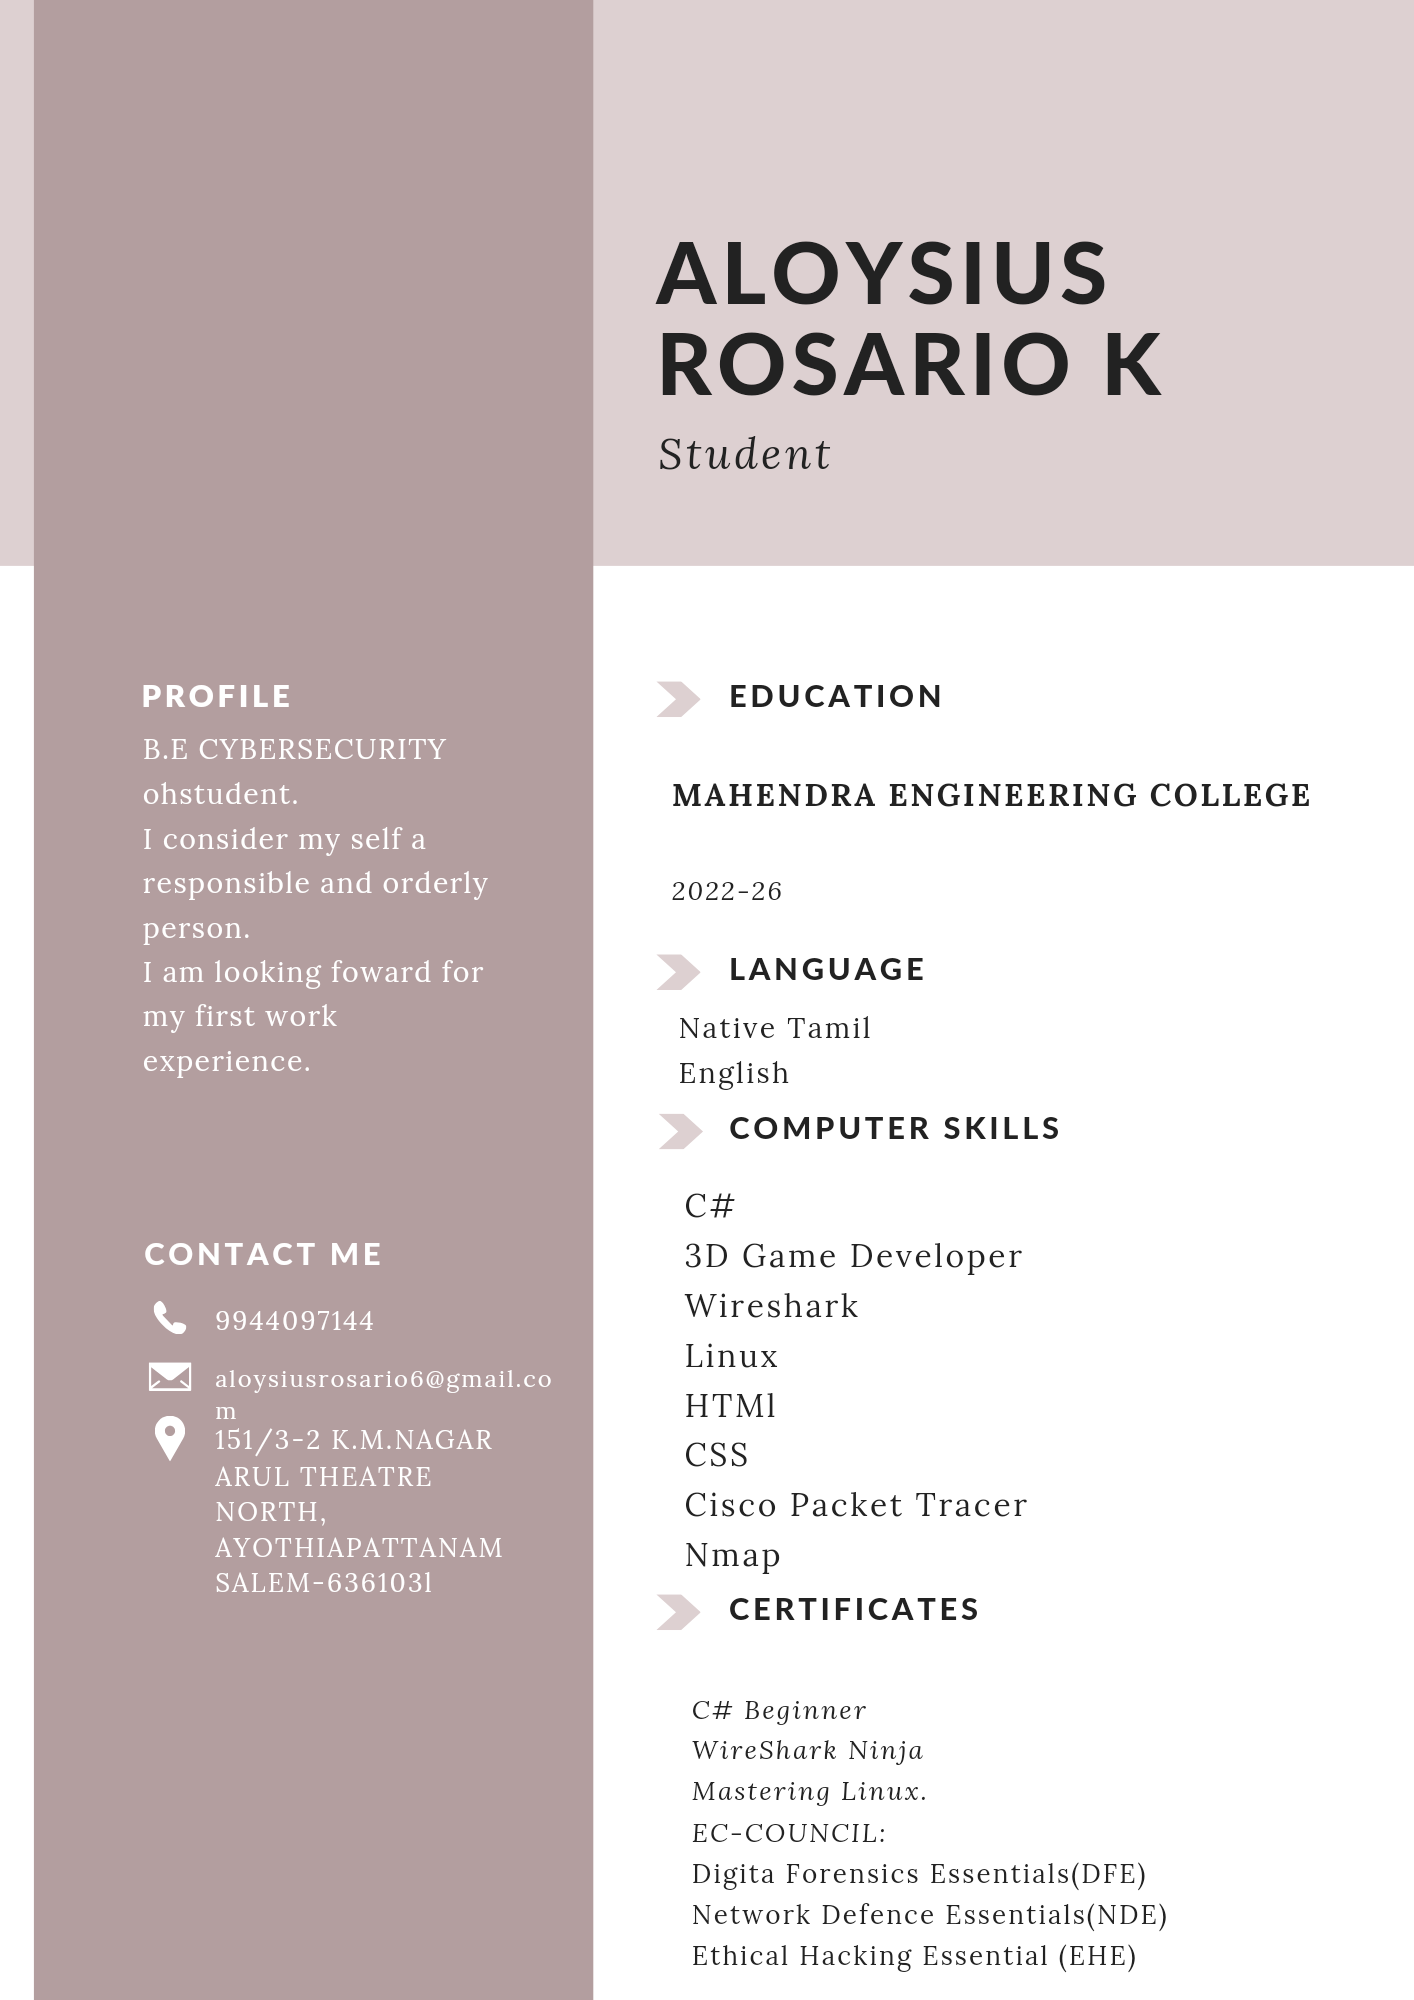 ALOYSIUS
ROSARIO K
Student
PROFILE
B.E CYBERSECURITY
ohstudent.
I consider my self a
responsible and orderly
person.
I am looking foward for
my first work
experience.
CONTACT ME
9944097144
aloysiusrosario6@gmail.co
m
151/3-2 K.M.NAGAR
ARUL THEATRE
NORTH,
AYOTHIAPATTANAM
SALEM-636103l
EDUCATION
MAHENDRA ENGINEERING COLLEGE
2022-26
LANGUAGE
Native Tamil
English
COMPUTER SKILLS
C#
3D Game Developer
Wireshark
Linux
HTMl
CSS
Cisco Packet Tracer
Nmap
CERTIFICATES
C# Beginner
WireShark Ninja
Mastering Linux.
EC-COUNCIL:
Digita Forensics Essentials(DFE)
Network Defence Essentials(NDE)
Ethical Hacking Essential (EHE)